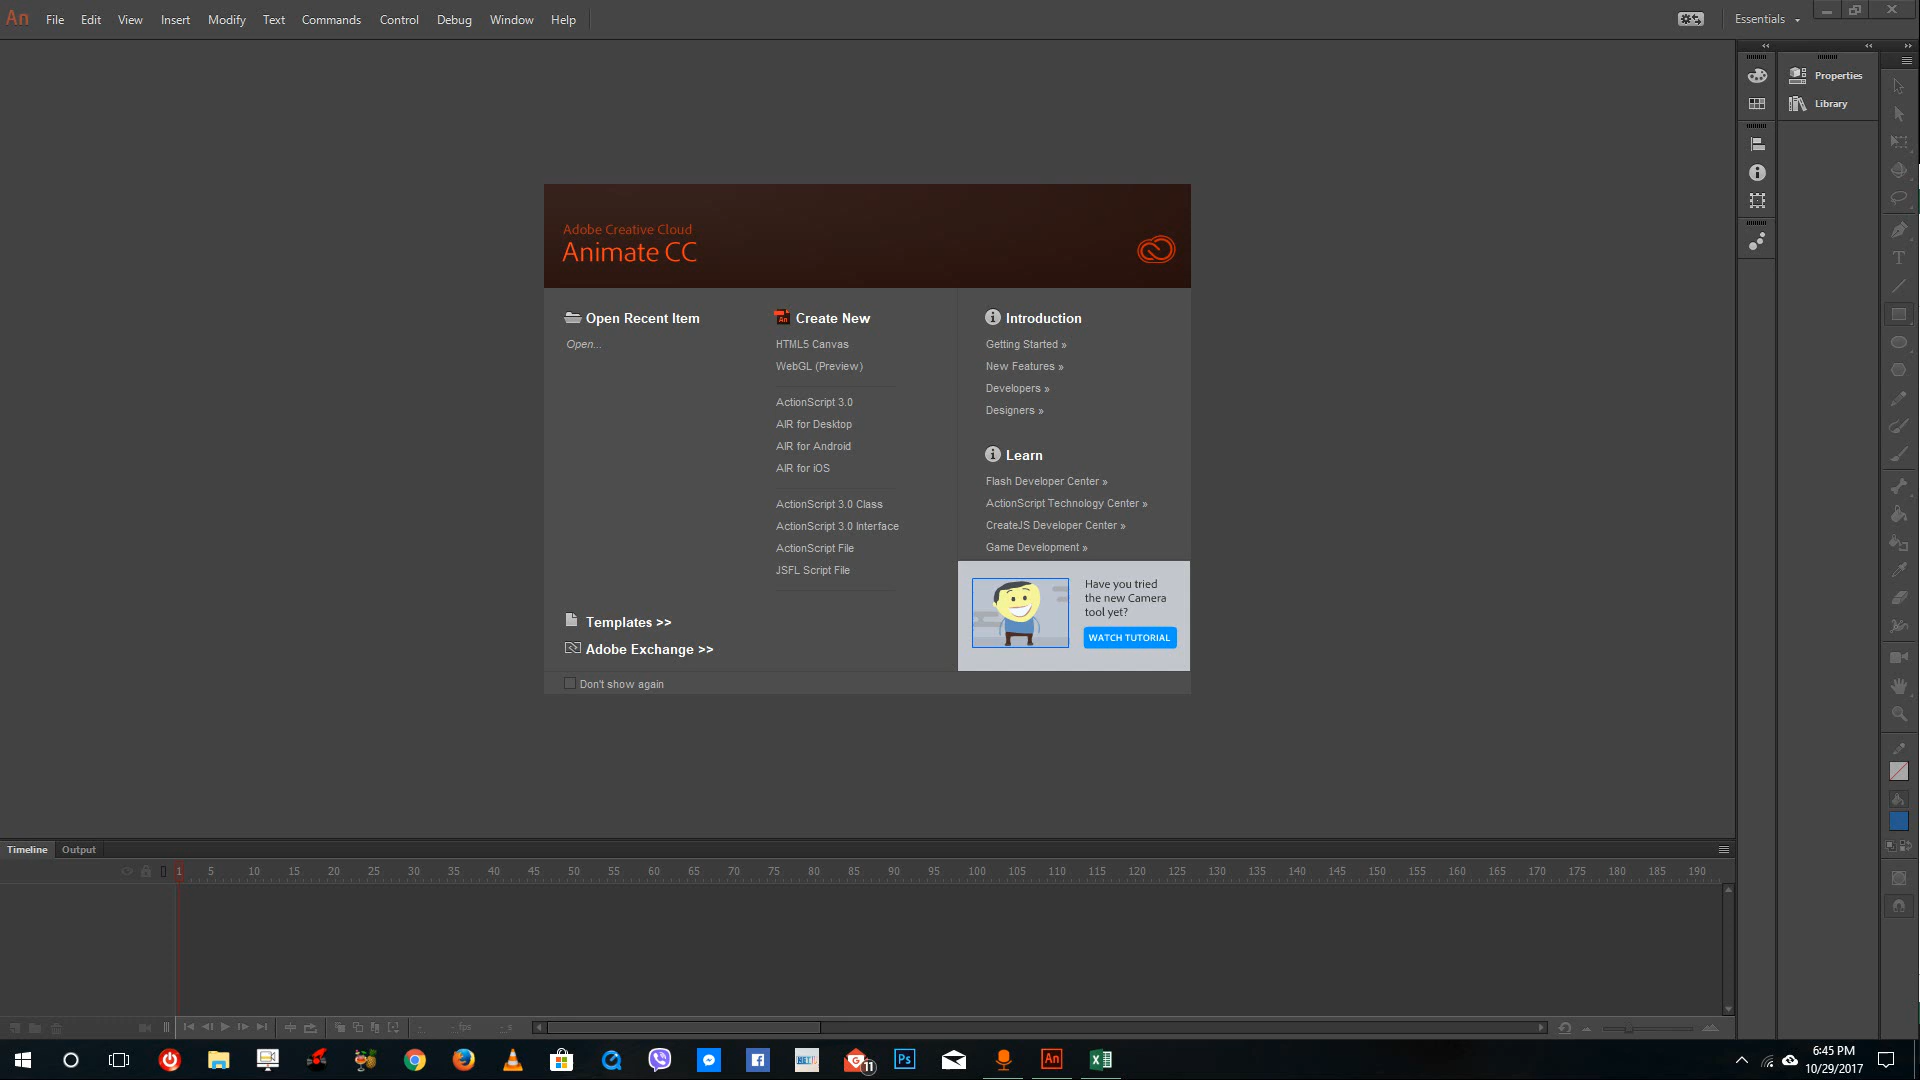 An File Edit View Insert Modify Text Commands Control Debug Window Help Essentials
Properties
Library
Adobe Creative Cloud
Animate CC
Open Recent Item
Open...
Templates >>
Adobe Exchange >>
Don't show again
Create New
HTML5 Canvas
WebGL (Preview)
ActionScript 3.0
AIR for Desktop
AIR for Android
AIR for iOS
ActionScript 3.0 Class
ActionScript 3.0 Interface
ActionScript File
JSFL Script File
Introduction
Getting Started »
New Features »
Developers »
Designers »
Learn
Flash Developer Center »
ActionScript Technology Center »
CreateJS Developer Center »
Game Development »
Have you tried
the new Camera
tool yet?
WATCH TUTORIAL
Timeline Output
1 5 10 15 20 25 30 35 40 45 50 55 60 65 70 75 80 85 90 95 100 105 110 115 120 125 130 135 140 145 150 155 160 165 170 175 180 185 190
fps s
11 Ps An
6:45 PM
10/29/2017